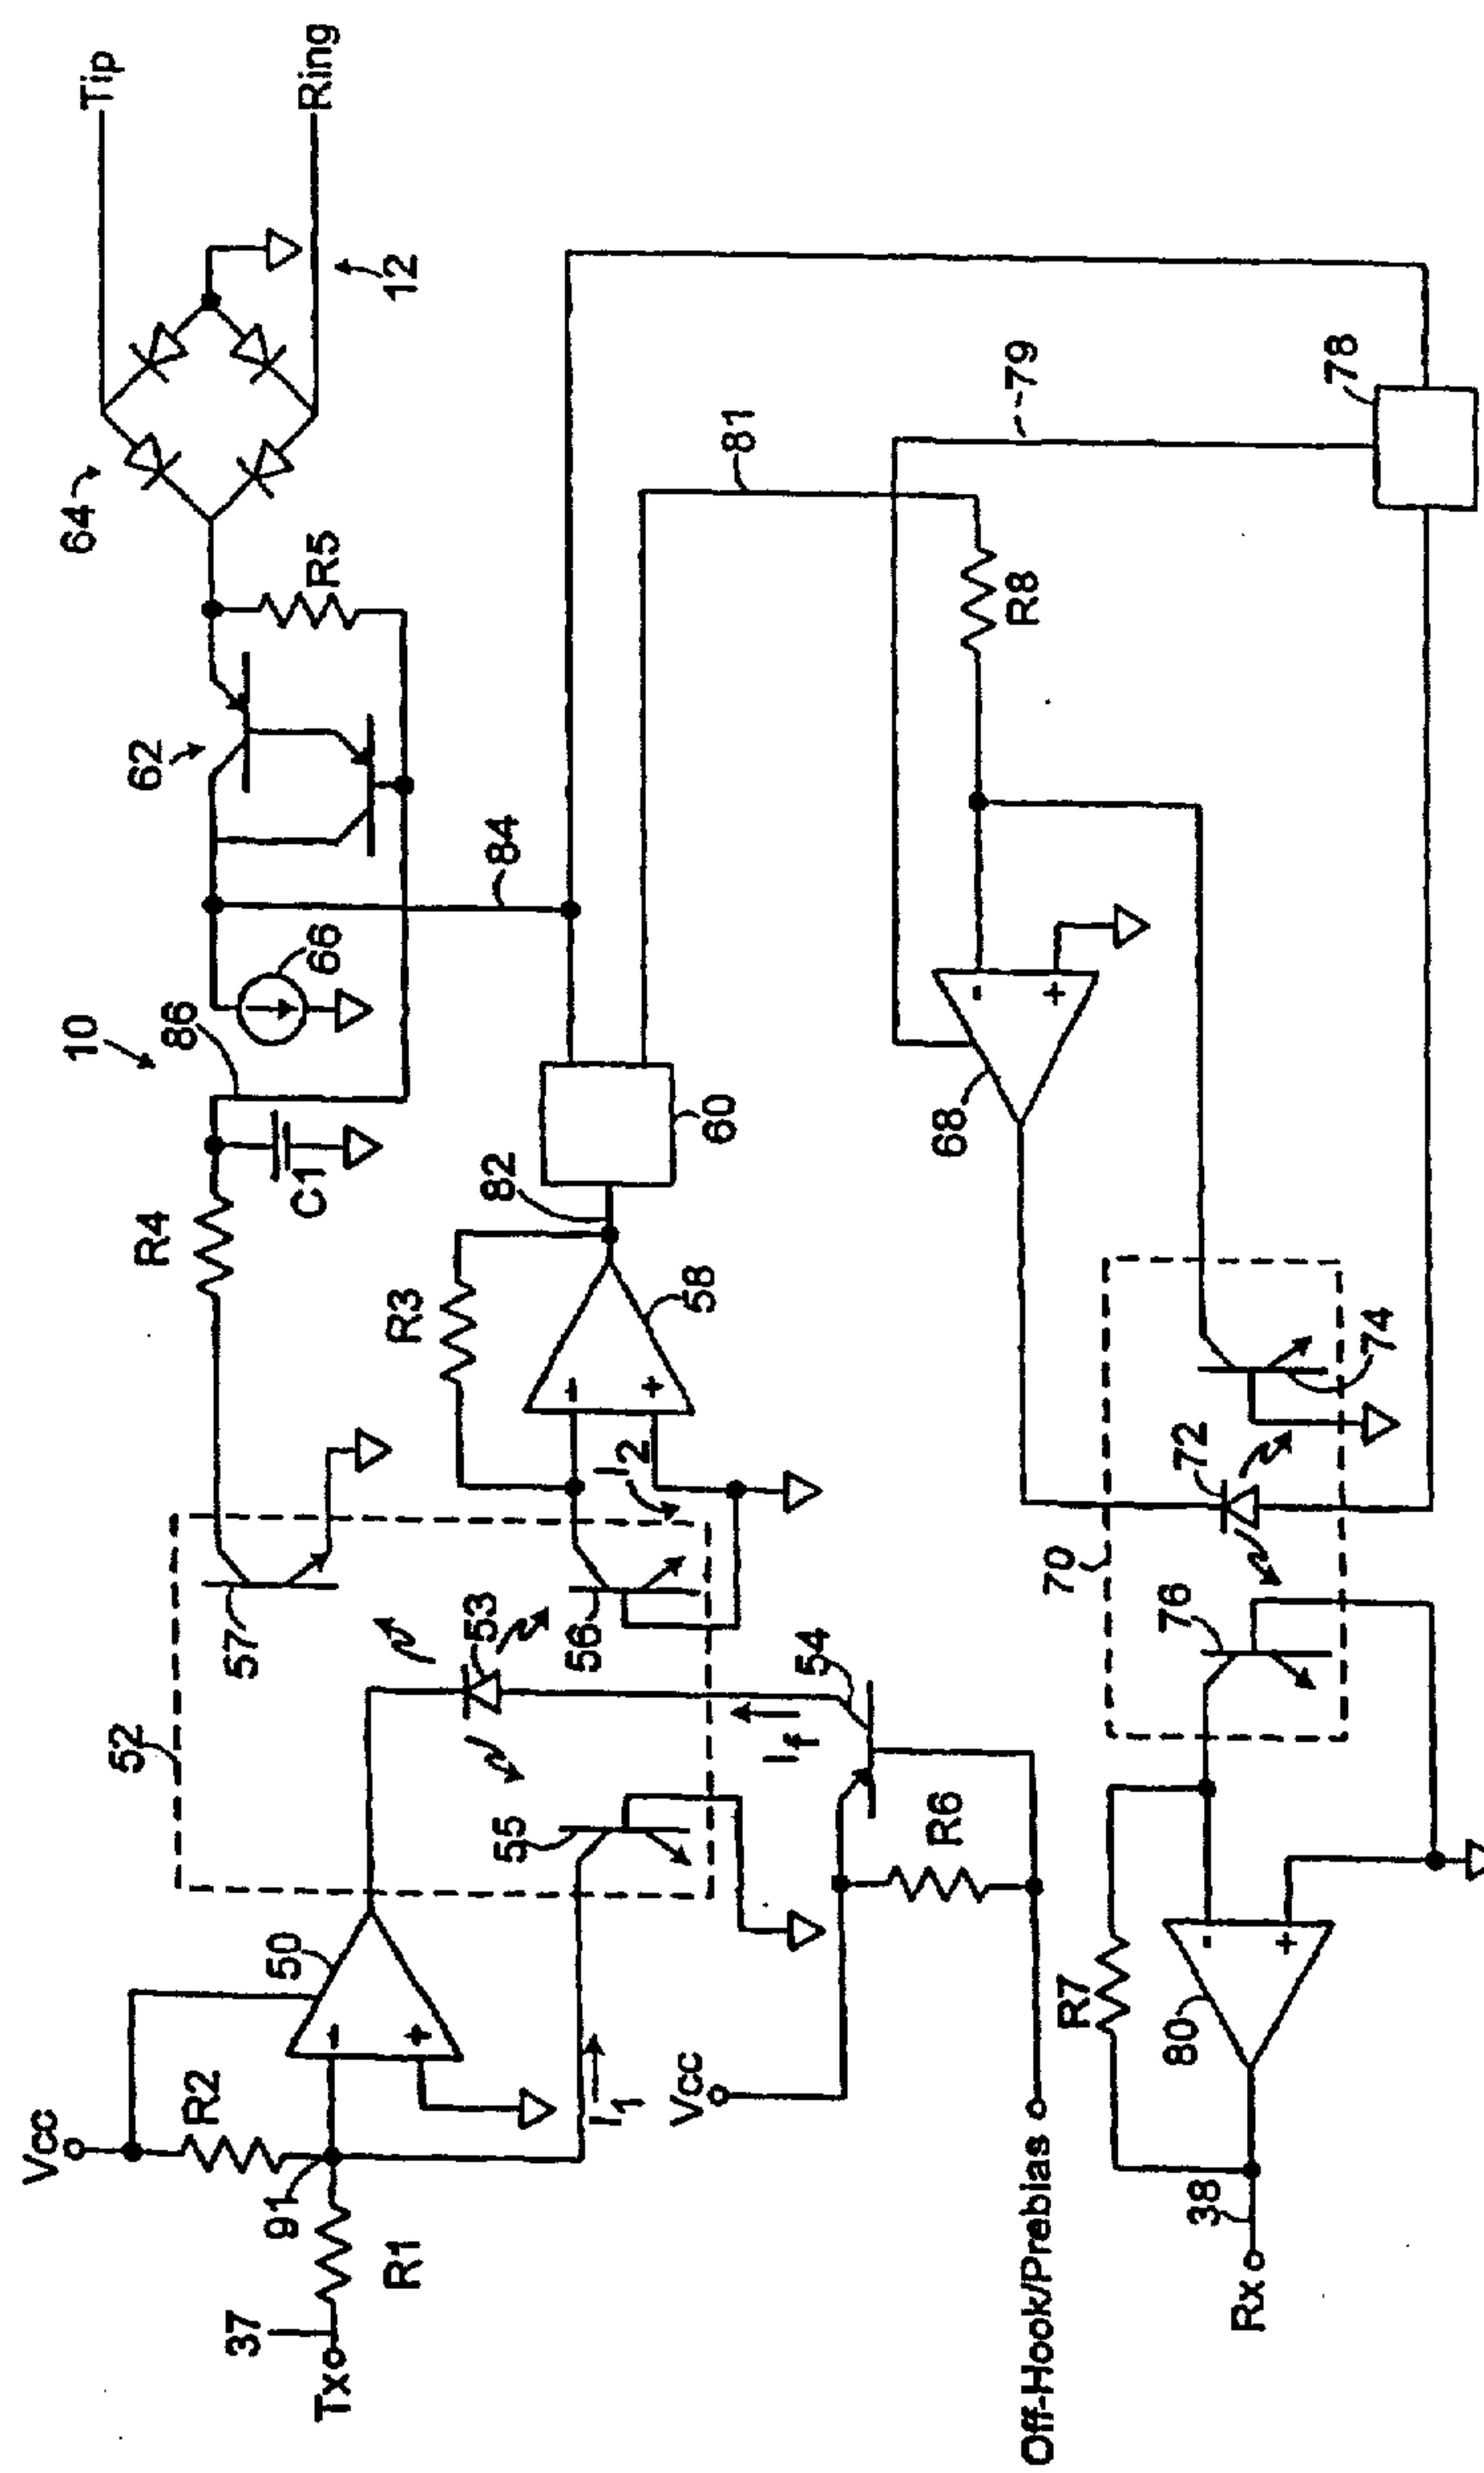 Tip
Ring
12
64
R5
62
84
66
86
10
C1
R4
R3
58
82
60
81
79
78
R8
68
57
52
53
56
I2
54
If
55
R6
50
Vcc
R2
91
R1
37
Tx
I1
Vcc
Off-Hook/Prebias
70
72
74
76
R7
80
38
Rx
-
+
-
+
-
+
-
+